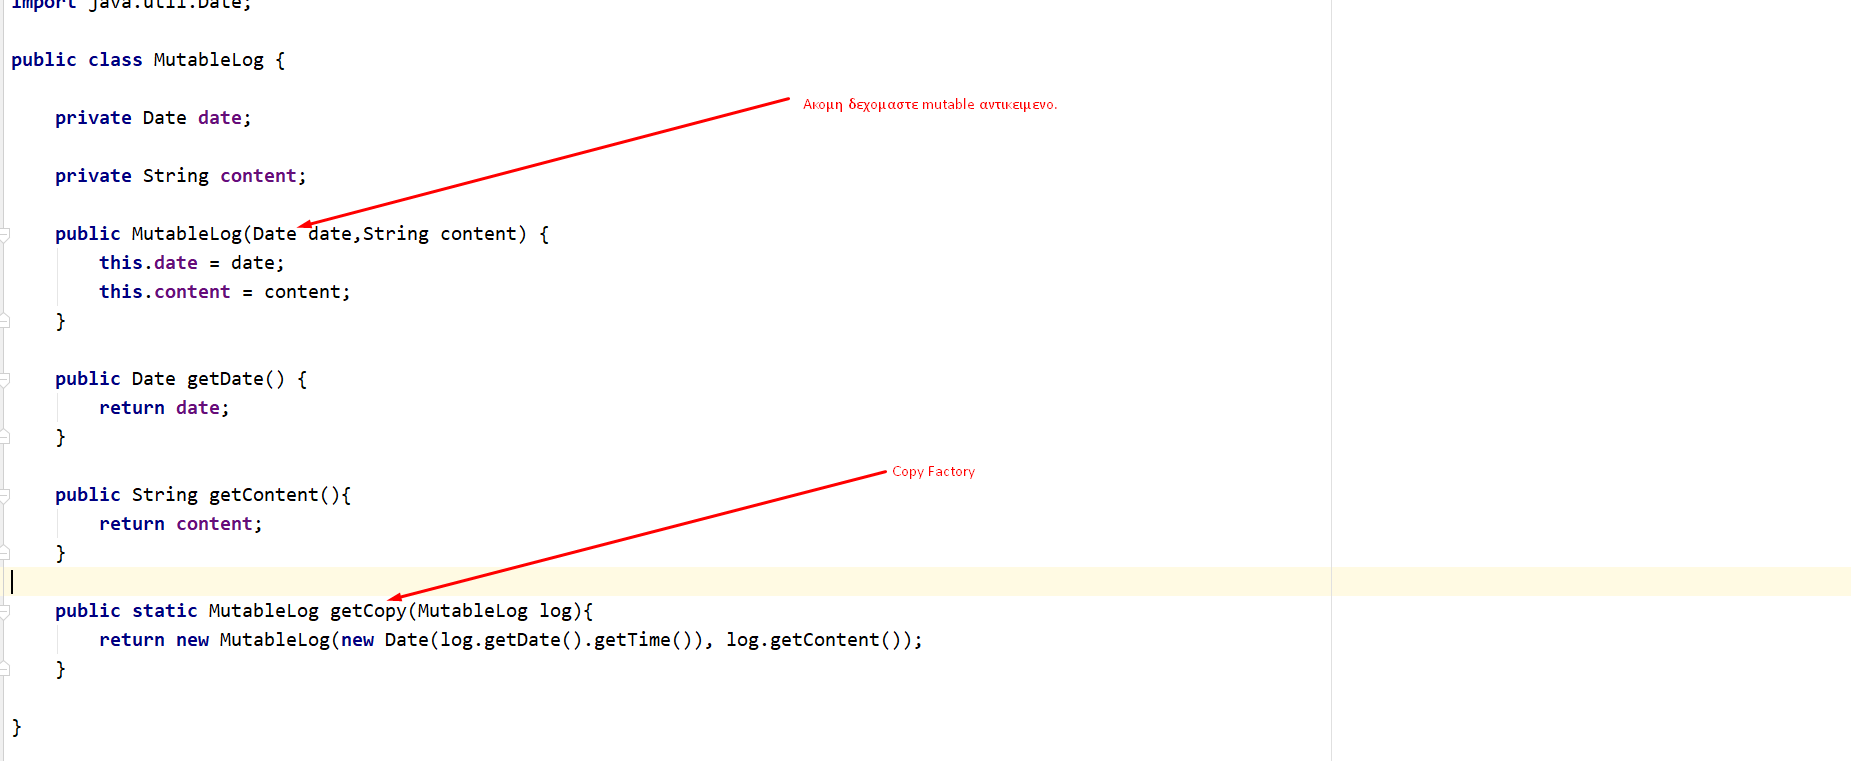 import java.util.Date;
public class MutableLog {
private Date date;
Ακομη δεχομαστε mutable αντικειμενο.
private String content;
public MutableLog(Date date,String content) {
this.date = date;
this.content = content;
}
public Date getDate() {
return date;
}
Copy Factory
public String getContent(){
return content;
}
public static MutableLog getCopy(MutableLog log){
return new MutableLog(new Date(log.getDate().getTime()), log.getContent());
}
}